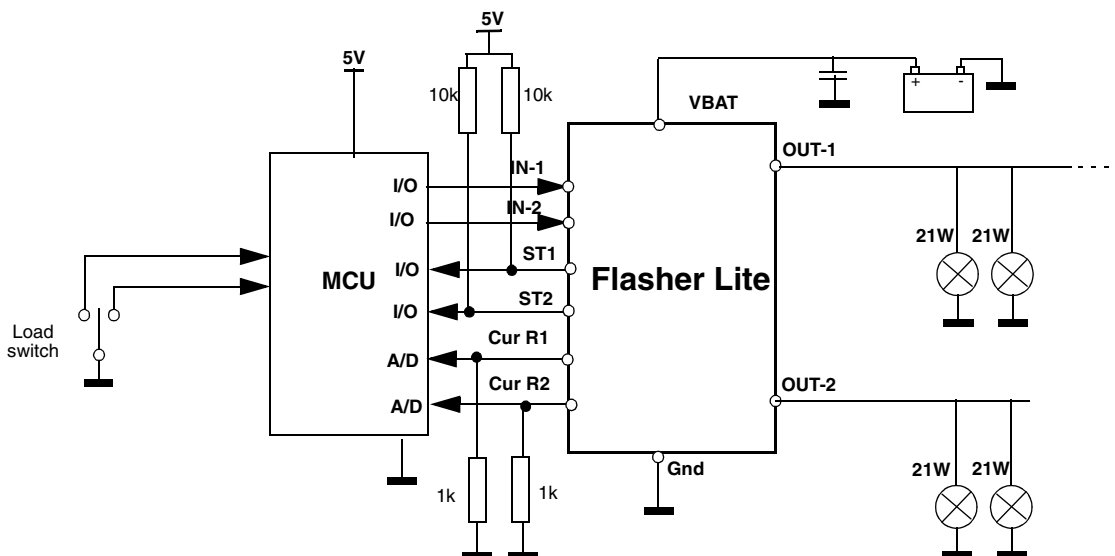 5V
5V
10k
10k
VBAT
+ -
OUT-1
I/O
IN-1
I/O
IN-2
21W
21W
I/O
ST1
MCU
Flasher Lite
I/O
ST2
Load
switch
A/D
Cur R1
A/D
Cur R2
OUT-2
Gnd
21W
21W
1k
1k